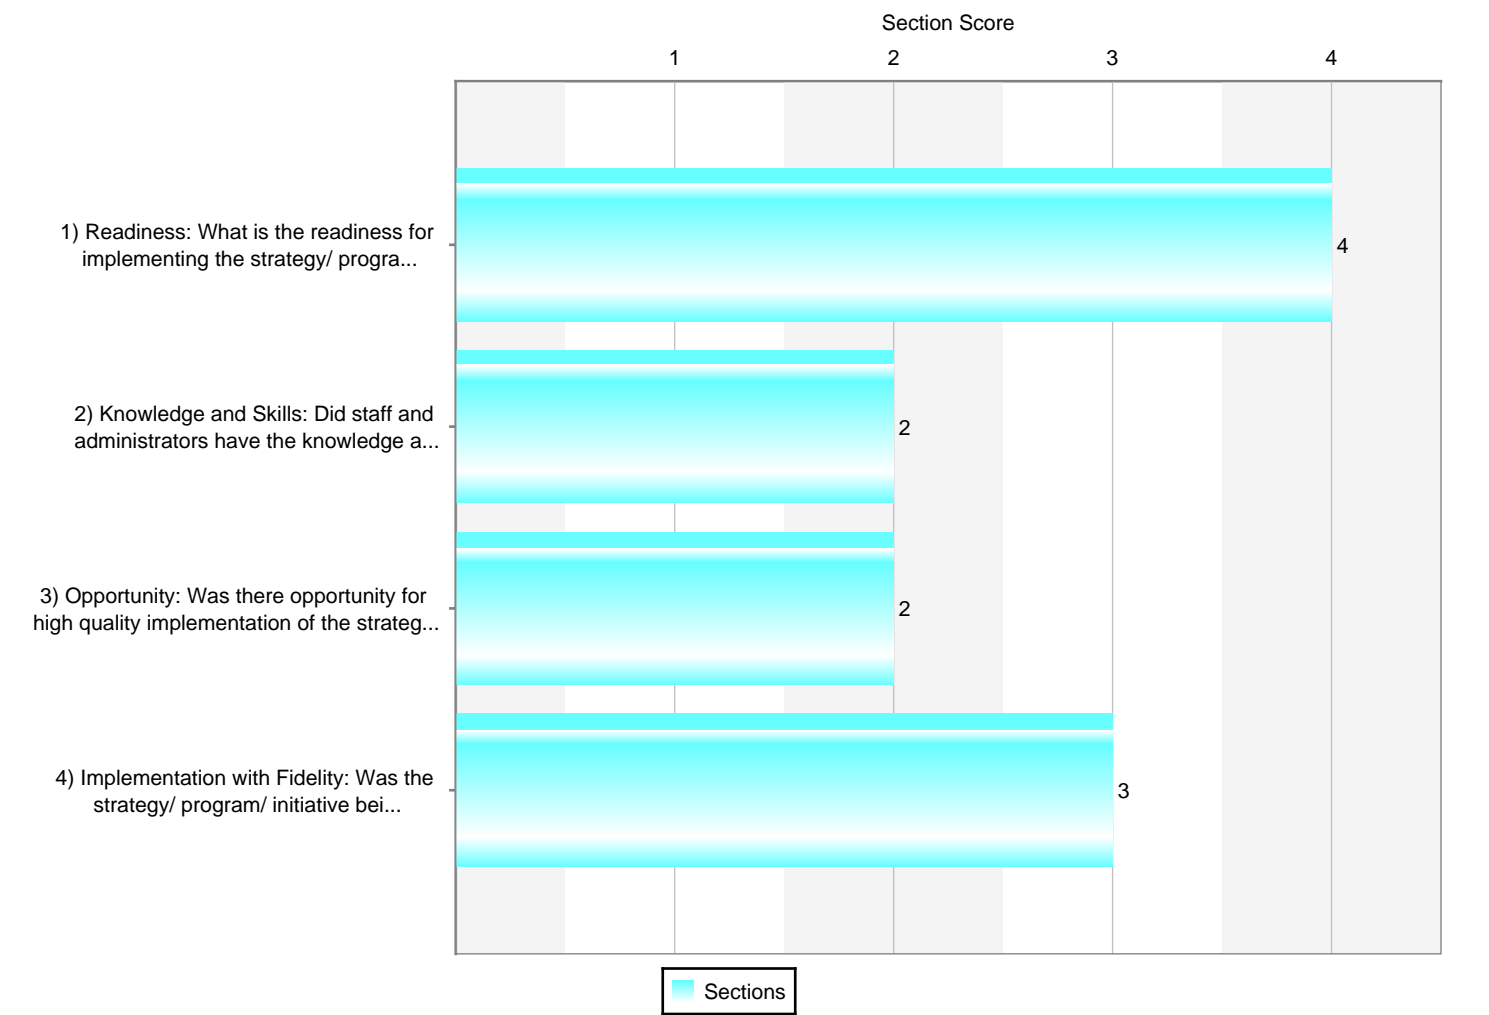 Section Score
1
2
3
4
1) Readiness: What is the readiness for
implementing the strategy/ progra...
4
2) Knowledge and Skills: Did staff and
administrators have the knowledge a...
2
3) Opportunity: Was there opportunity for
high quality implementation of the strateg...
2
4) Implementation with Fidelity: Was the
strategy/ program/ initiative bei...
3
Sections